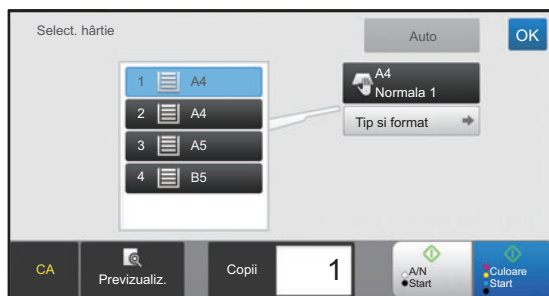 Select. hârtie
Auto
OK
1 A4
2 A4
3 A5
4 B5
A4
Normala 1
Tip si format
CA
Previzualiz.
Copii
1
A/N
Start
Culoare
Start